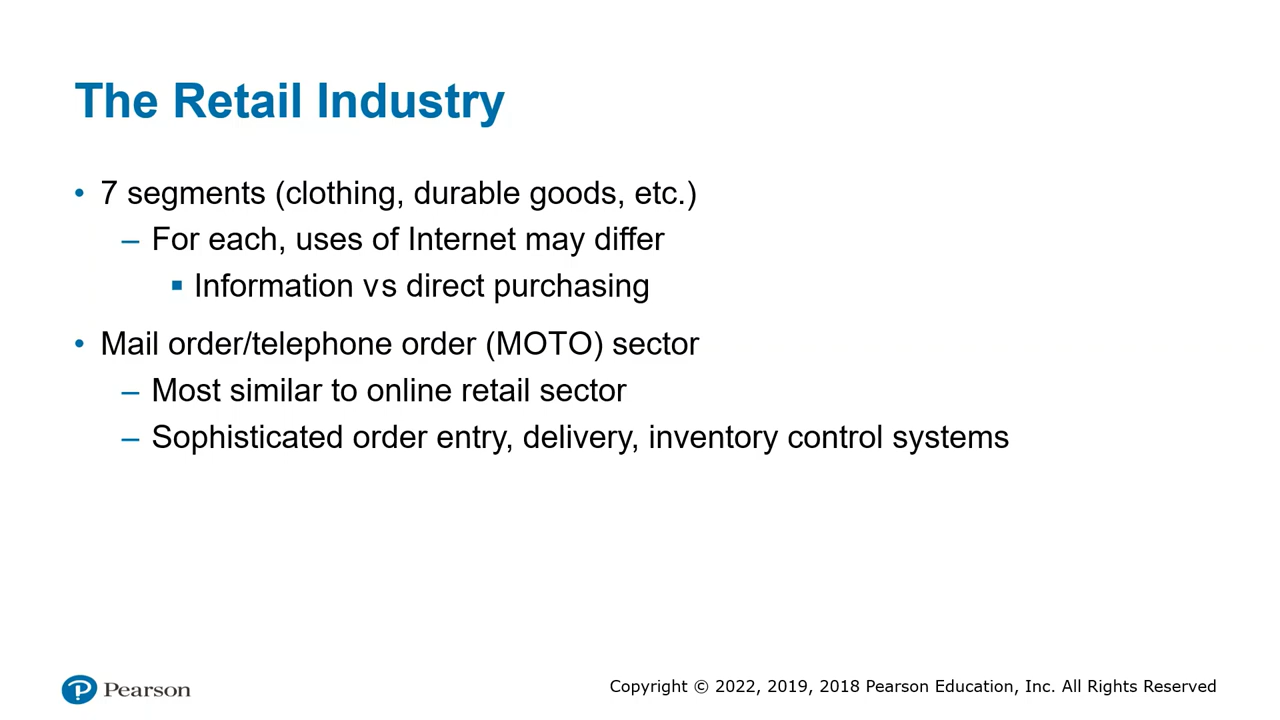 The Retail Industry
• 7 segments (clothing, durable goods, etc.)
– For each, uses of Internet may differ
▪ Information vs direct purchasing
• Mail order/telephone order (MOTO) sector
– Most similar to online retail sector
– Sophisticated order entry, delivery, inventory control systems
Pearson
Copyright © 2022, 2019, 2018 Pearson Education, Inc. All Rights Reserved